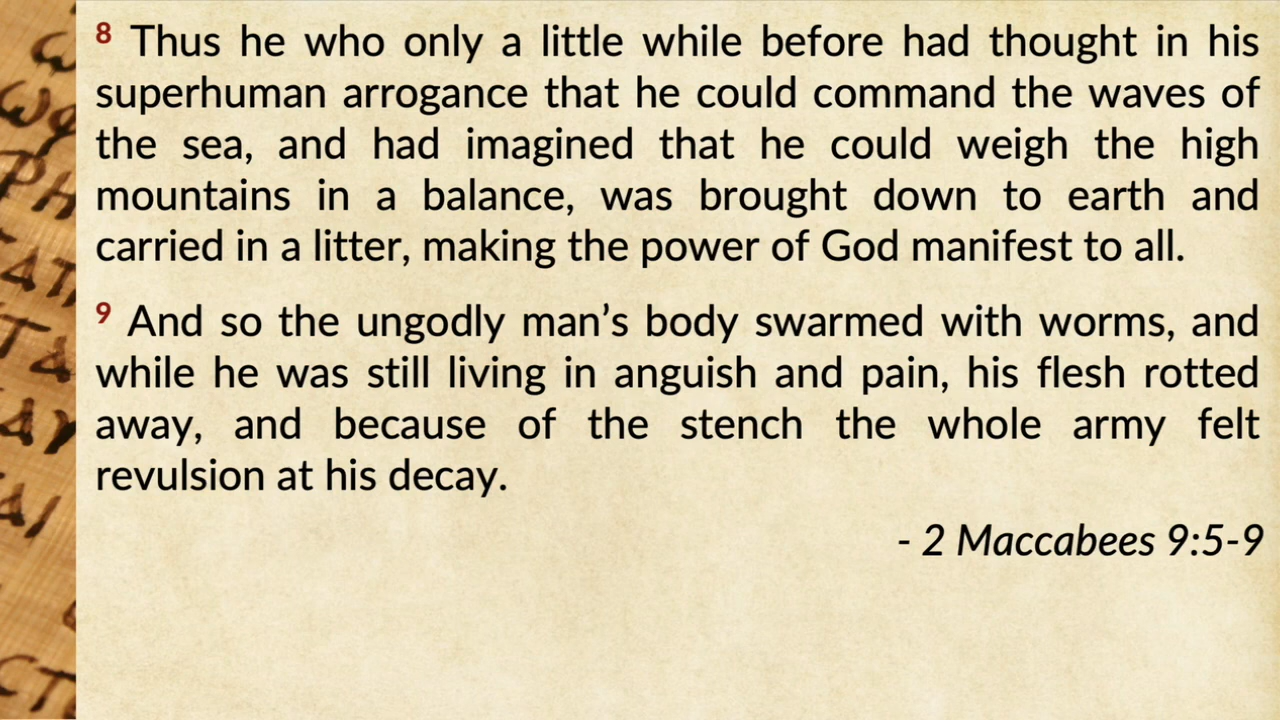 8 Thus he who only a little while before had thought in his
superhuman arrogance that he could command the waves of
the sea, and had imagined that he could weigh the high
mountains in a balance, was brought down to earth and
carried in a litter, making the power of God manifest to all.
9 And so the ungodly man’s body swarmed with worms, and
while he was still living in anguish and pain, his flesh rotted
away, and because of the stench the whole army felt
revulsion at his decay.
- 2 Maccabees 9:5-9